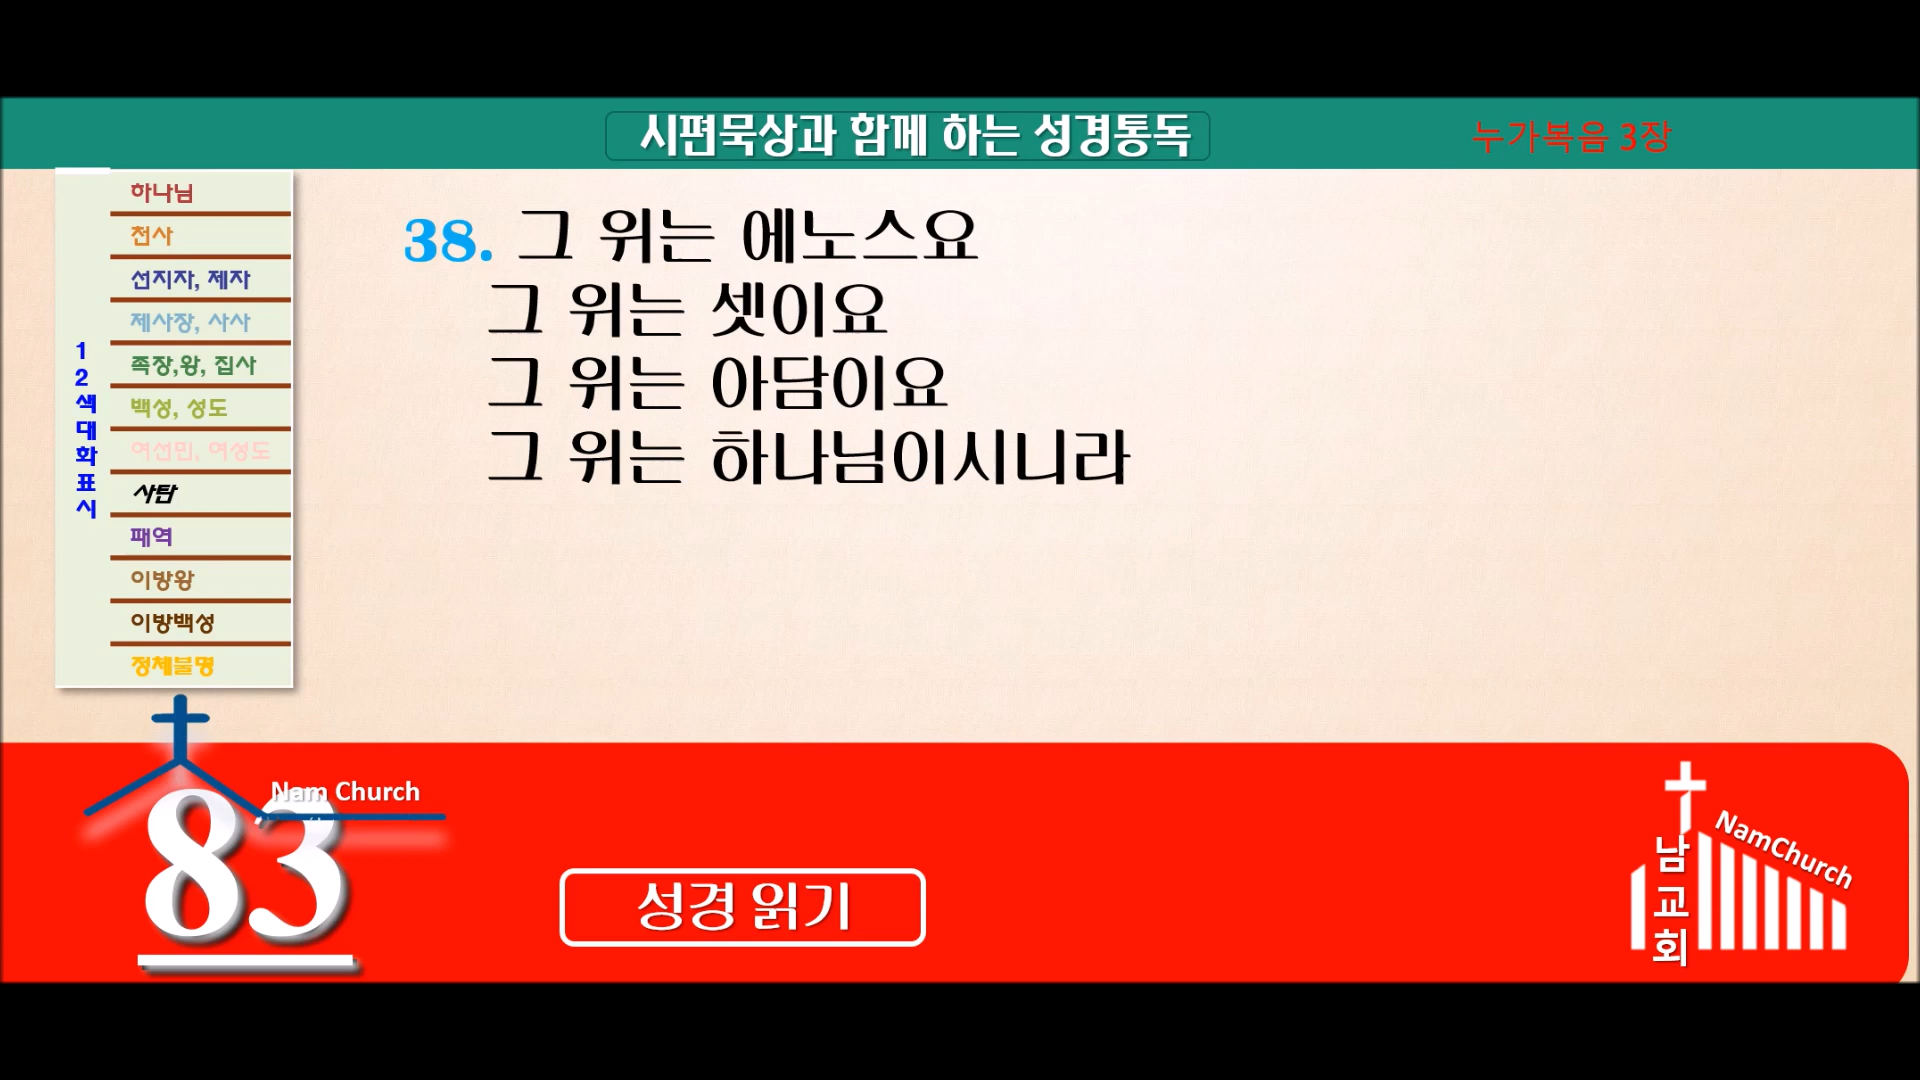 시편묵상과 함께 하는 성경통독
누가복음 3장
12색대화표시
하나님
천사
선지자, 제자
제사장, 사사
족장,왕, 집사
백성, 성도
여선민, 여성도
사탄
패역
이방왕
이방백성
정체불명
38. 그 위는 에노스요
그 위는 셋이요
그 위는 아담이요
그 위는 하나님이시니라
Nam Church
83
성경 읽기
남교회
NamChurch